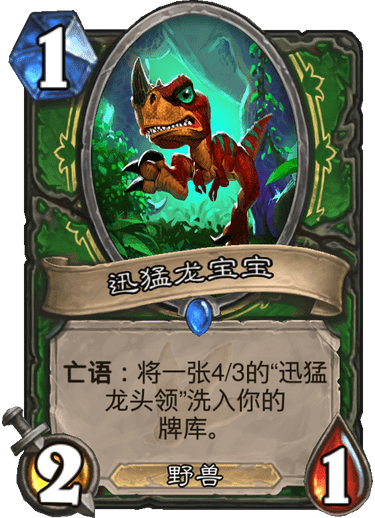 1
迅猛龙宝宝
亡语：将一张4/3的“迅猛
龙头领”洗入你的
牌库。
2
野兽
1